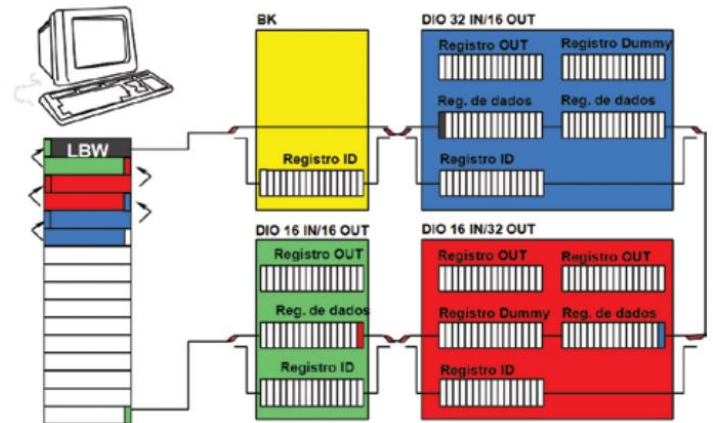 BK
DIO 32 IN/16 OUT
Registro OUT
Registro Dummy
LBW
Reg. de dados
Reg. de dados
Registro ID
Registro ID
DIO 16 IN/16 OUT
DIO 16 IN/32 OUT
Registro OUT
Registro OUT
Registro OUT
Reg. de dados
Registro Dummy
Reg. de dados
Registro ID
Registro ID